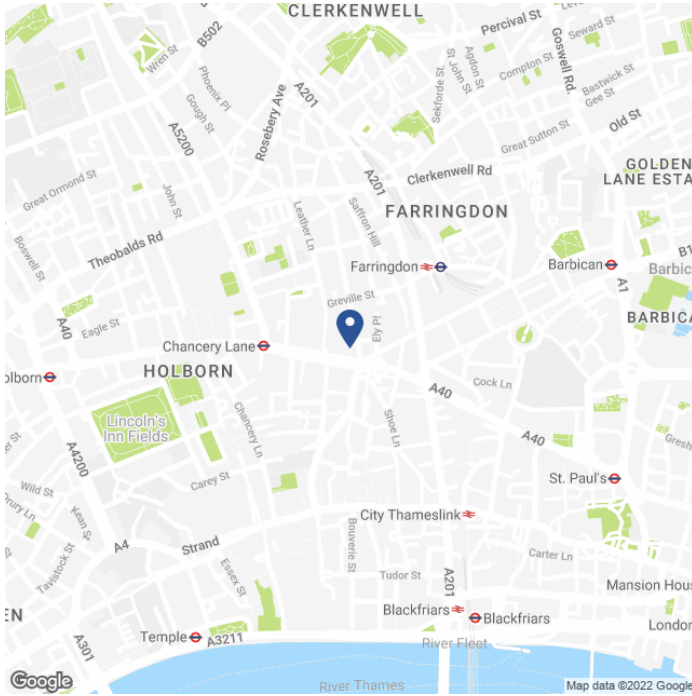 CLERKENWELL
Percival St
B502
Wren St
Seward St
Goswell Rd.
Agdon St
St John St
Compton St
Phoenix Pl
Bastwick St
Sekforde St
Gee St
A201
Gough St
Rosebery Ave
A5200
Old St
Great Sutton St
GOLDEN
LANE ESTA
Clerkenwell Rd
A201
Great Ormond St
John St
Leather Ln
Saffron Hill
FARRINGDON
Boswell St
Theobalds Rd
Farringdon
Barbican
B1
Barbic
A1
Greville St
A40
Eagle St
Ely Pl
BARBICA
Chancery Lane
HOLBORN
olborn
A40
Cock Ln
Lincoln's
Inn Fields
Chancery Ln
Shoe Ln
A40
Gresh
A4200
Carey St
St. Paul's
Wild St
Drury Ln
Kean St
City Thameslink
A4
Strand
Bouverie St
Carter Ln
Tavistock St
Essex St
Tudor St
A201
Mansion Hous
EN
Blackfriars
Blackfriars
London
Temple
A3211
A301
River Fleet
River Thames
Google
Map data ©2022 Google